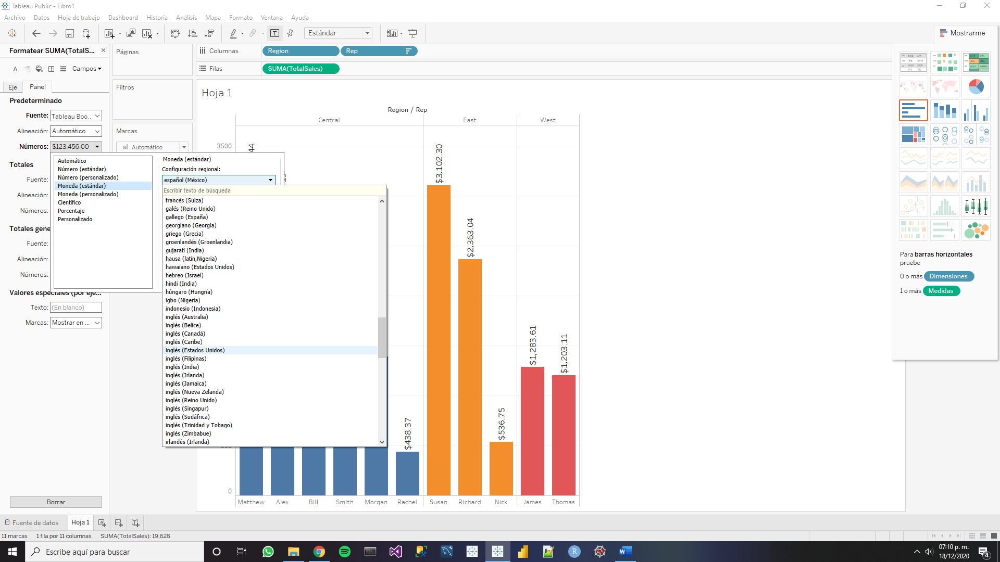 Tableau Public - Libro1
Archivo Datos Hoja de trabajo Dashboard Historia Análisis Mapa Formato Ventana Ayuda
Estándar
Mostrarme
Formatear SUMA(TotalS...
A Campos
Eje Panel
Predeterminado
Fuente: Tableau Boo..
Alineación: Automático
Números: $123,456.00
Totales
Fuente:
Alineación:
Números:
Totales gene
Fuente:
Alineación:
Números:
Valores especiales (por eje...
Texto: (En blanco)
Marcas: Mostrar en ...
Borrar
Páginas
Filtros
Marcas
Automático
Columnas Region Rep
Filas SUMA(TotalSales)
Hoja 1
Region / Rep
Central East West
3500
0
44
$438.37
$3,102.30
$2,363.04
$536.75
$1,283.61
$1,203.11
Matthew Alex Bill Smith Morgan Rachel Susan Richard Nick James Thomas
Automático
Número (estándar)
Número (personalizado)
Moneda (estándar)
Moneda (personalizado)
Científico
Porcentaje
Personalizado
Moneda (estándar)
Configuración regional:
español (México)
Escribir texto de búsqueda
francés (Suiza)
galés (Reino Unido)
gallego (España)
georgiano (Georgia)
griego (Grecia)
groenlandés (Groenlandia)
gujarati (India)
hausa (latín,Nigeria)
hawaiano (Estados Unidos)
hebreo (Israel)
hindi (India)
húngaro (Hungría)
igbo (Nigeria)
indonesio (Indonesia)
inglés (Australia)
inglés (Belice)
inglés (Canadá)
inglés (Caribe)
inglés (Estados Unidos)
inglés (Filipinas)
inglés (India)
inglés (Irlanda)
inglés (Jamaica)
inglés (Nueva Zelanda)
inglés (Reino Unido)
inglés (Singapur)
inglés (Sudáfrica)
inglés (Trinidad y Tobago)
inglés (Zimbabue)
irlandés (Irlanda)
Para barras horizontales
pruebe
0 o más Dimensiones
1 o más Medidas
Fuente de datos Hoja 1
11 marcas 1 fila por 11 columnas SUMA(TotalSales): 19,628
Escribe aquí para buscar
07:10 p. m.
18/12/2020
4